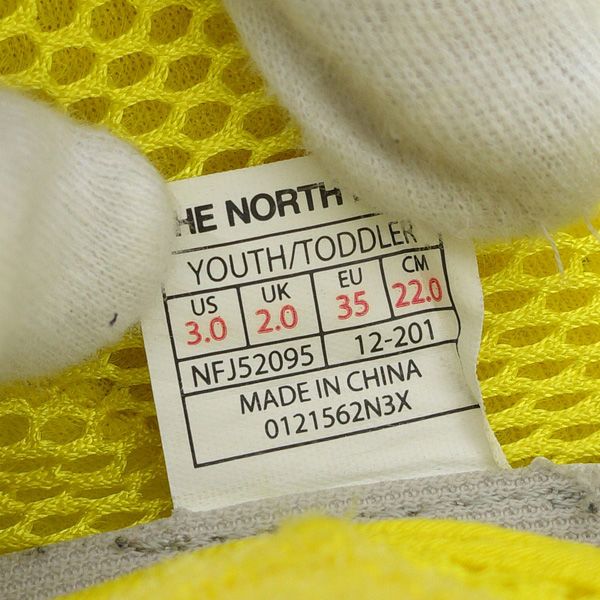 HE NORTH
YOUTH/TODDLER
US UK EU CM
3.0 2.0 35 22.0
NFJ52095 12-201
MADE IN CHINA
0121562N3X